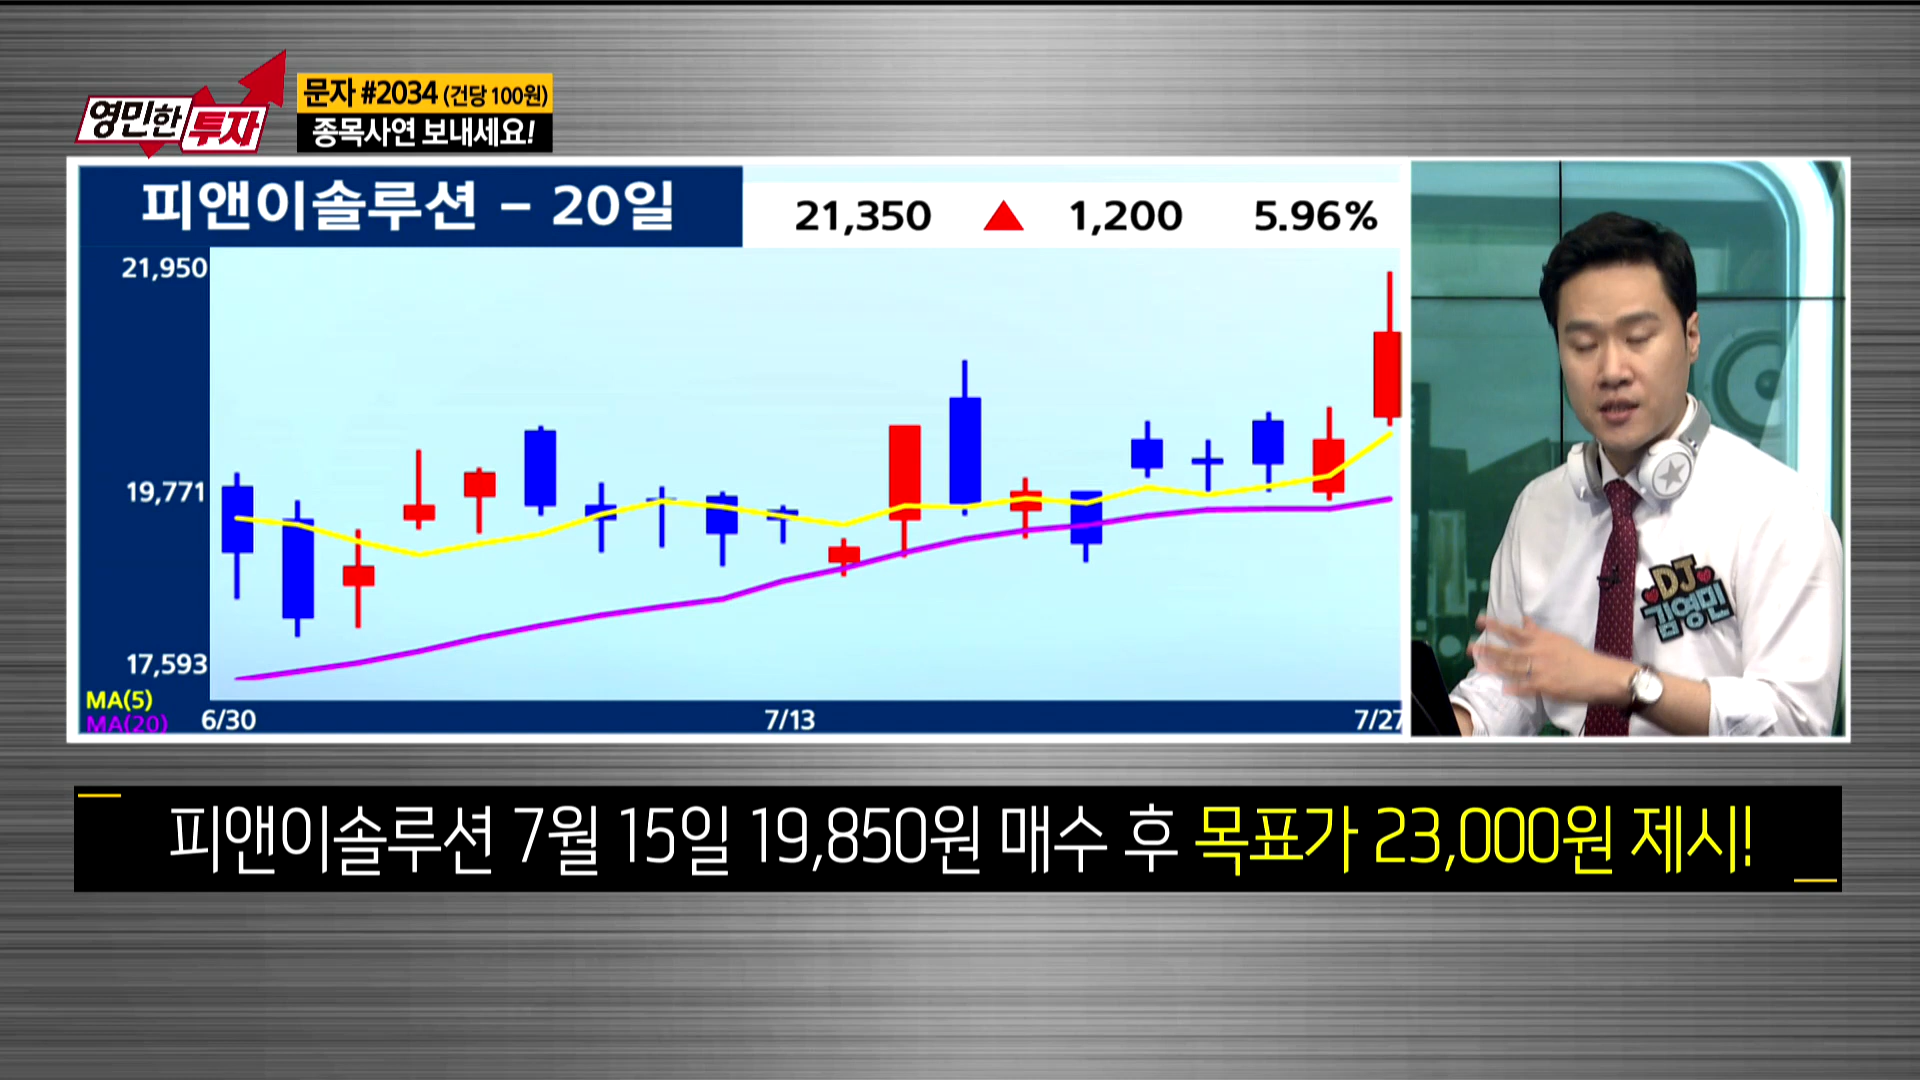 영민한 투자
문자 #2034 (건당 100원)
종목사연 보내세요!
피앤이솔루션 - 20일
21,350 ▲ 1,200 5.96%
21,950
19,771
17,593
MA(5)
MA(20)
6/30 7/13 7/27
DJ
김영민
피앤이솔루션 7월 15일 19,850원 매수 후 목표가 23,000원 제시!